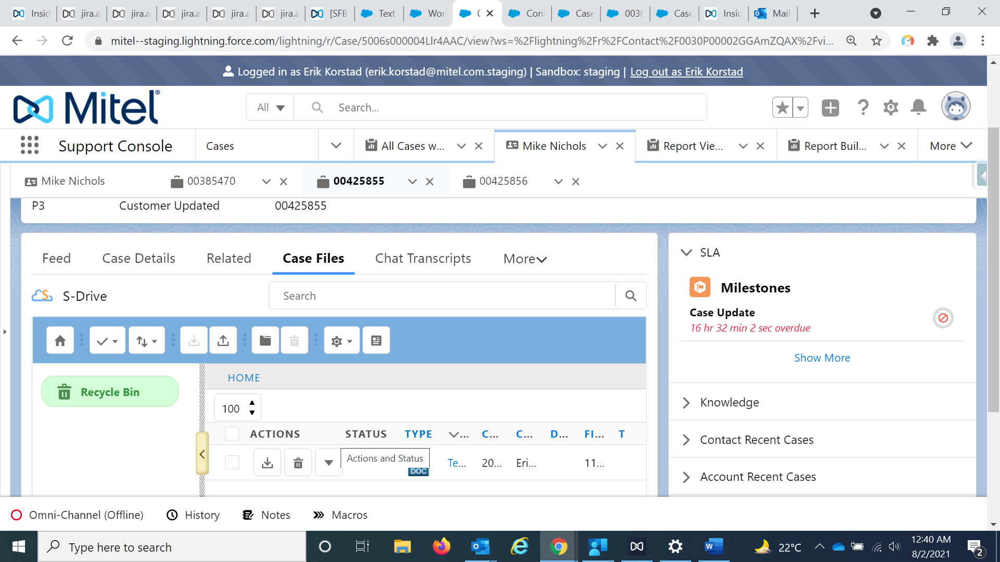 Insid
jira.a
jira.a
jira.a
jira.a
jira.a
[SFB
Text
Wor
Con
Case
0038
Case
Insid
Mail
mitel--staging.lightning.force.com/lightning/r/Case/5006s000004Llr4AAC/view?ws=%2Flightning%2Fr%2FContact%2F0030P00002GGAmZQAX%2Fvi...
Logged in as Erik Korstad (erik.korstad@mitel.com.staging) | Sandbox: staging | Log out as Erik Korstad
Mitel®
All
Search...
Support Console
Cases
All Cases w...
Mike Nichols
Report Vie...
Report Buil...
More
Mike Nichols
00385470
00425855
00425856
P3
Customer Updated
00425855
Feed
Case Details
Related
Case Files
Chat Transcripts
More
S-Drive
Search
Recycle Bin
HOME
100
ACTIONS
STATUS
TYPE
...
C...
C...
D...
FI...
T
Actions and Status
DOC
Te...
20...
Eri...
11...
SLA
Milestones
Case Update
16 hr 32 min 2 sec overdue
Show More
Knowledge
Contact Recent Cases
Account Recent Cases
Omni-Channel (Offline)
History
Notes
Macros
Type here to search
22°C
12:40 AM
8/2/2021
2